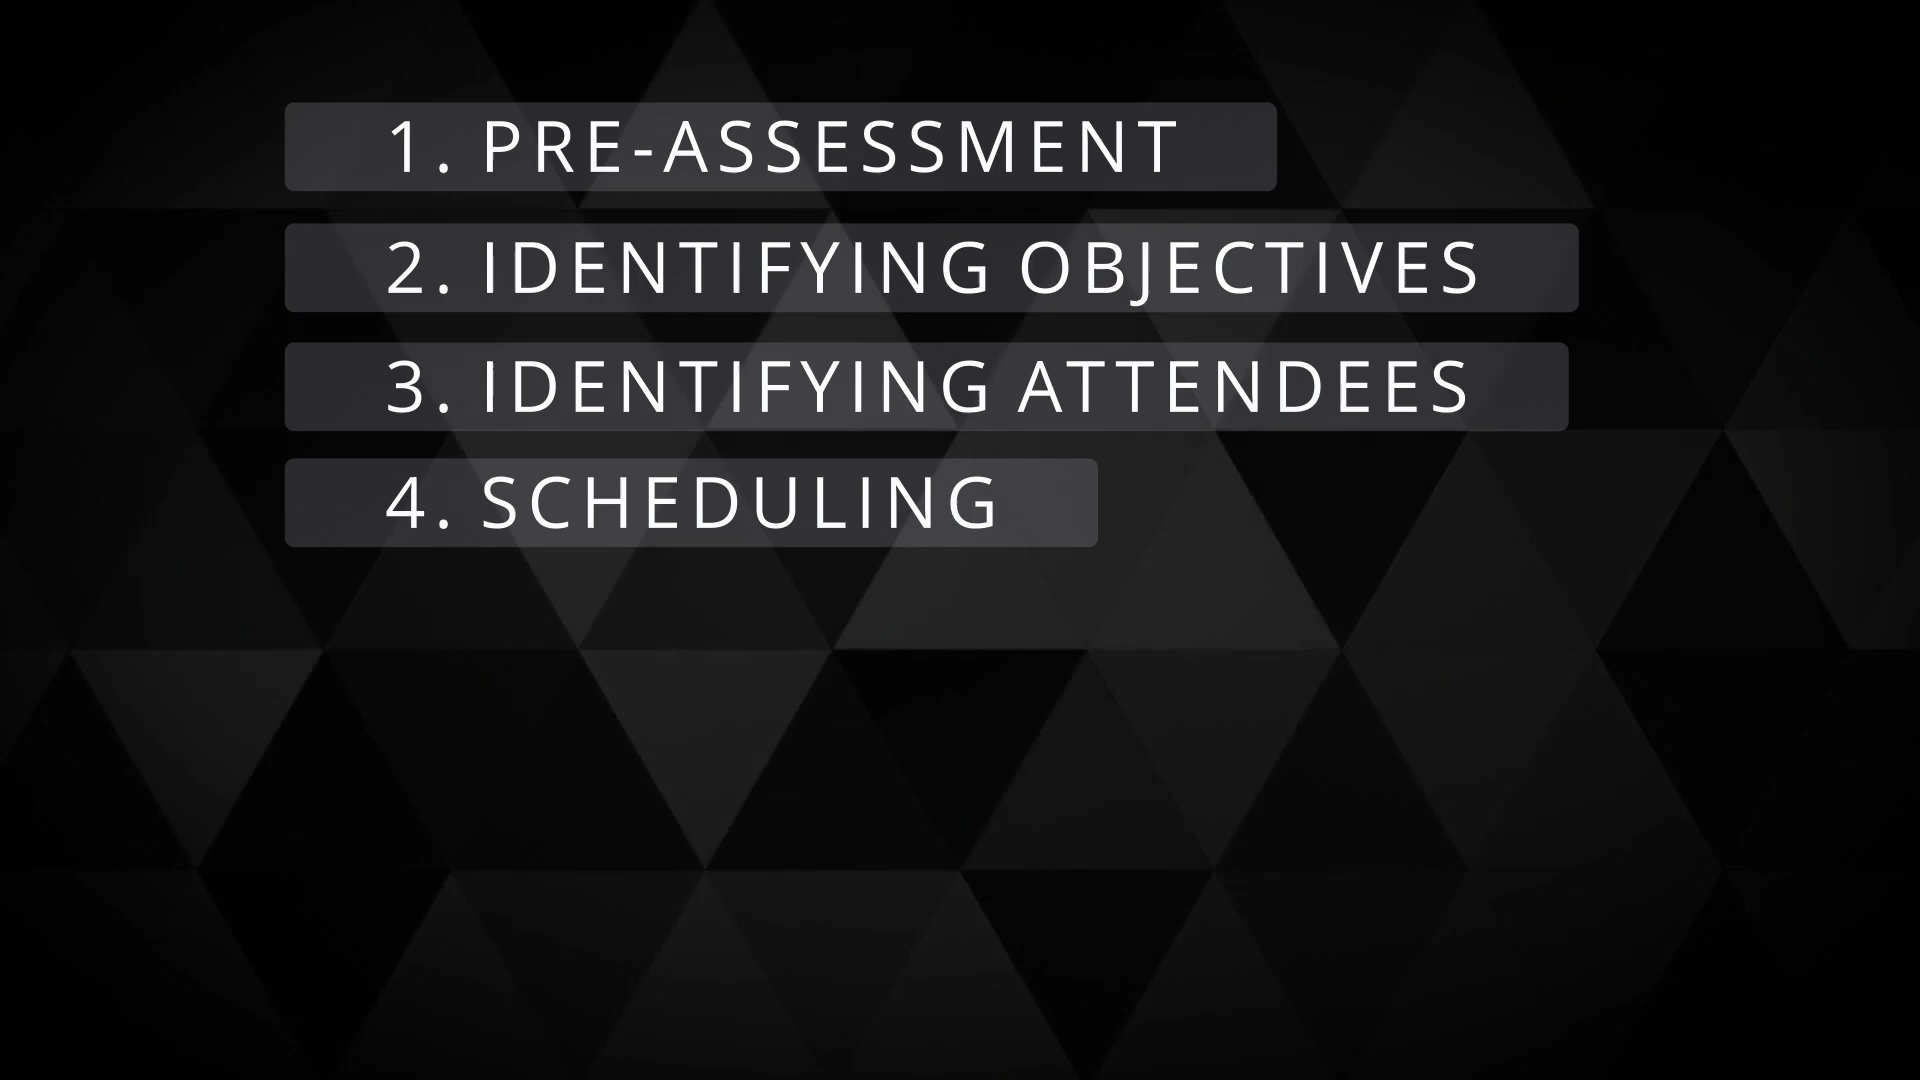 1. PRE-ASSESSMENT
2. IDENTIFYING OBJECTIVES
3. IDENTIFYING ATTENDEES
4. SCHEDULING